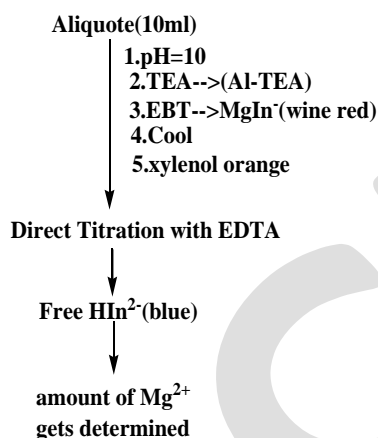 Aliquote(10ml)
1.pH=10
2.TEA-->(Al-TEA)
3.EBT-->MgIn⁻(wine red)
4.Cool
5.xylenol orange
Direct Titration with EDTA
Free HIn²⁻(blue)
amount of Mg²⁺
gets determined